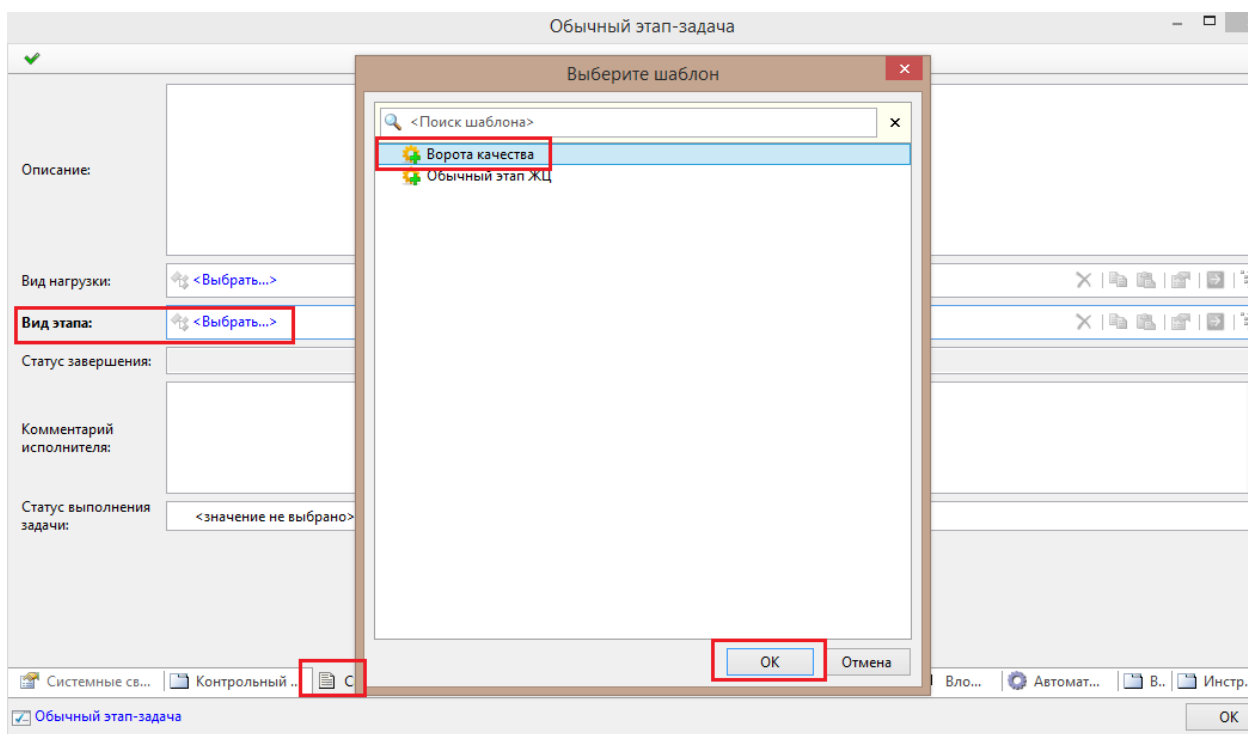 Обычный этап-задача
Выберите шаблон
<Поиск шаблона>
Ворота качества
Обычный этап ЖЦ
Описание:
Вид нагрузки:
<Выбрать...>
Вид этапа:
<Выбрать...>
Статус завершения:
Комментарий
исполнителя:
Статус выполнения
задачи:
<значение не выбрано>
ОК
Отмена
Системные св...
Контрольный ..
С
Вло...
Автомат...
В..
Инстр.
Обычный этап-задача
ОК